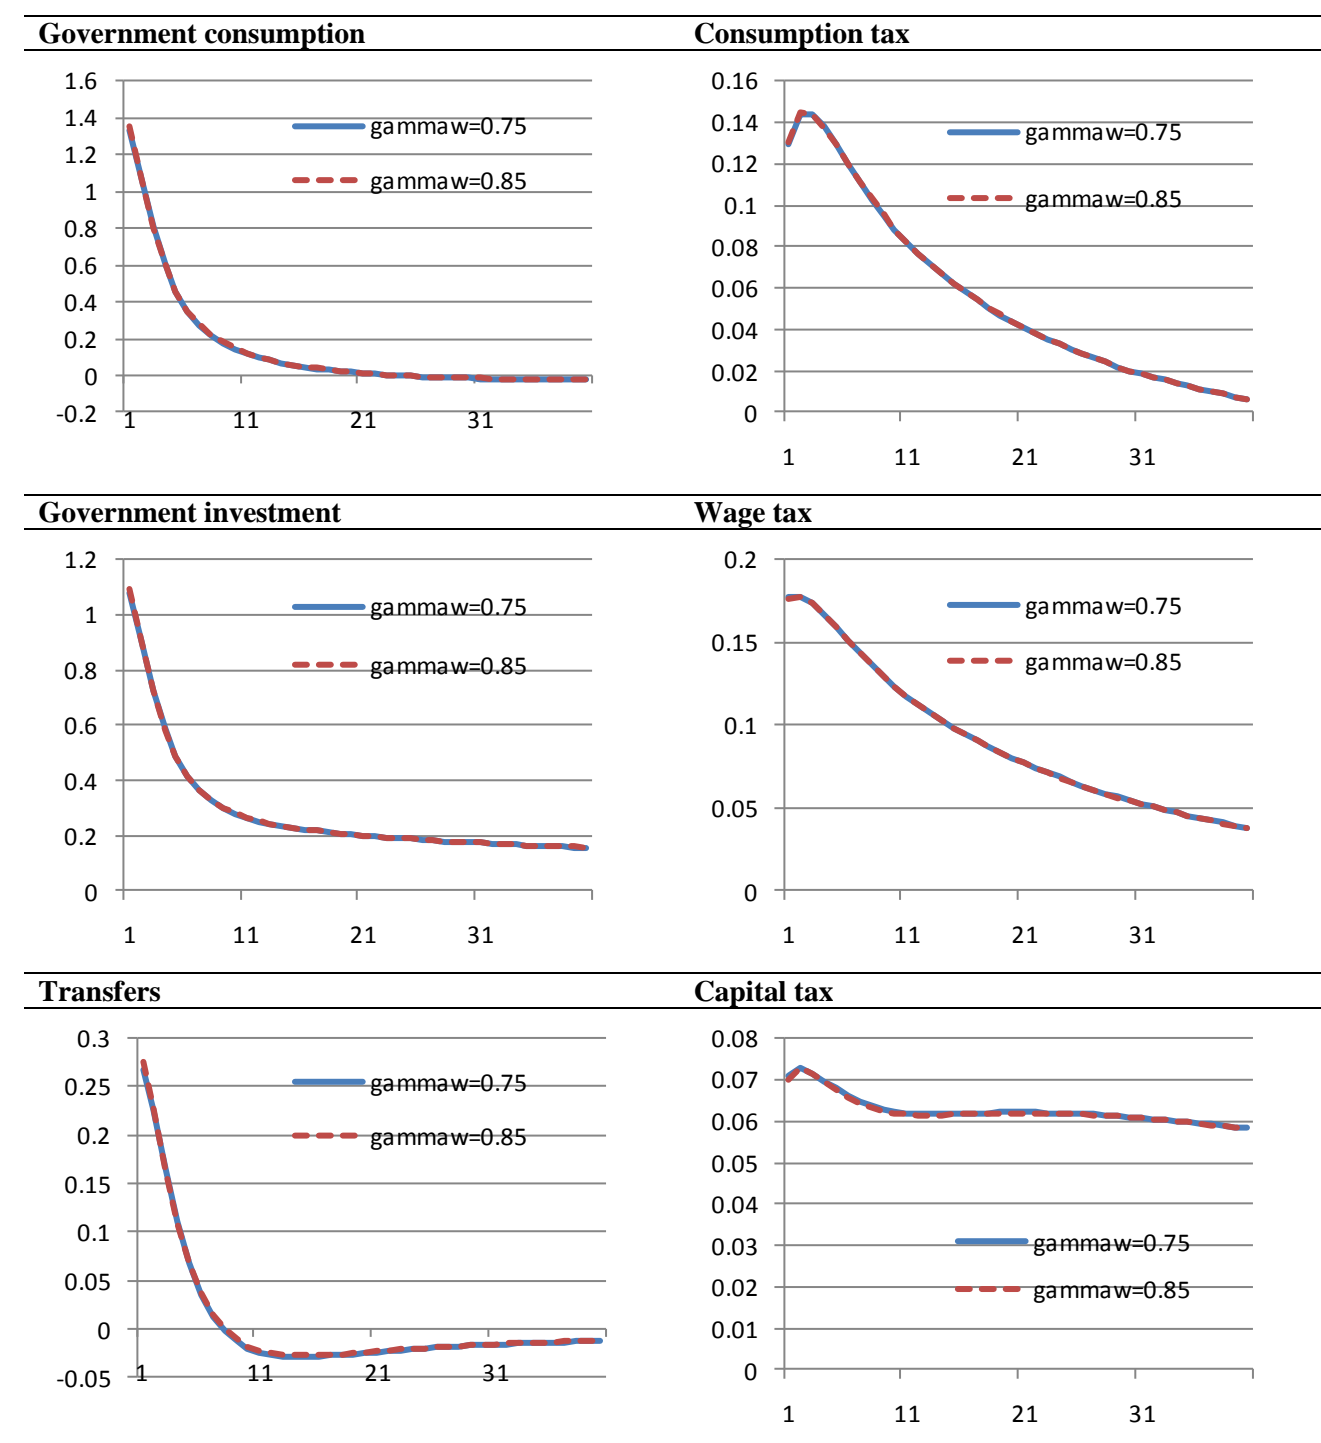 Government consumption
1.6
1.4
1.2
1
0.8
0.6
0.4
0.2
0
-0.2
1 11 21 31
gammaw=0.75
gammaw=0.85
Consumption tax
0.16
0.14
0.12
0.1
0.08
0.06
0.04
0.02
0
1 11 21 31
gammaw=0.75
gammaw=0.85
Government investment
1.2
1
0.8
0.6
0.4
0.2
0
1 11 21 31
gammaw=0.75
gammaw=0.85
Wage tax
0.2
0.15
0.1
0.05
0
1 11 21 31
gammaw=0.75
gammaw=0.85
Transfers
0.3
0.25
0.2
0.15
0.1
0.05
0
-0.05
1 11 21 31
gammaw=0.75
gammaw=0.85
Capital tax
0.08
0.07
0.06
0.05
0.04
0.03
0.02
0.01
0
1 11 21 31
gammaw=0.75
gammaw=0.85